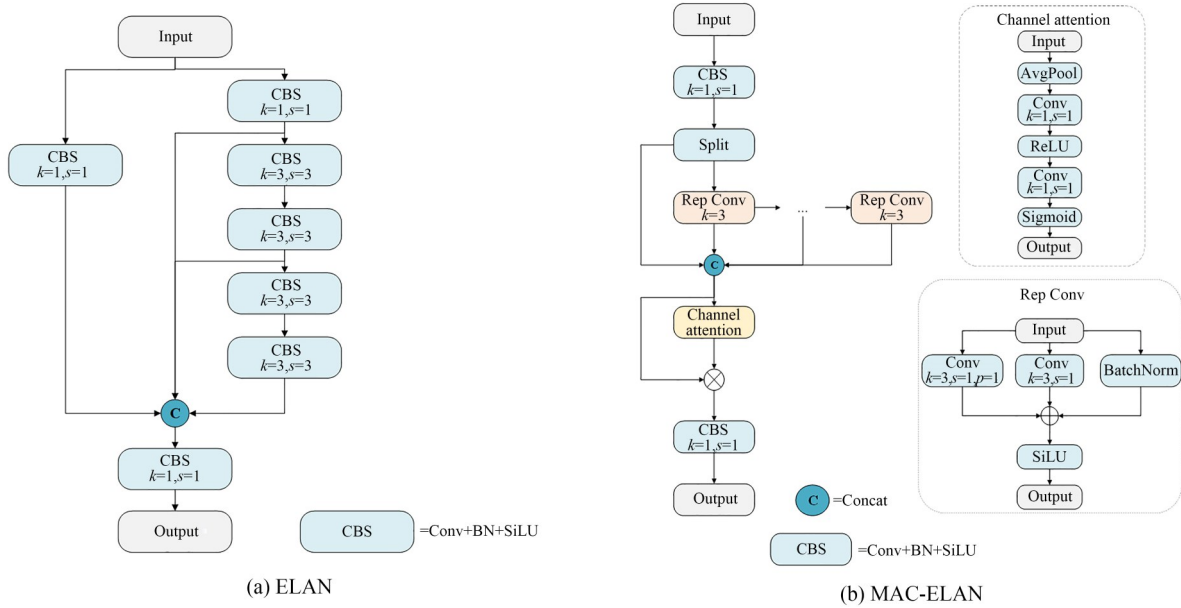 Input
CBS
k=1,s=1
CBS
k=1,s=1
CBS
k=3,s=3
CBS
k=3,s=3
CBS
k=3,s=3
CBS
k=3,s=3
C
CBS
k=1,s=1
Output
CBS
=Conv+BN+SiLU
(a) ELAN
Input
CBS
k=1,s=1
Split
Rep Conv
k=3
...
Rep Conv
k=3
C
Channel
attention
CBS
k=1,s=1
Output
C
=Concat
CBS
=Conv+BN+SiLU
Channel attention
Input
AvgPool
Conv
k=1,s=1
ReLU
Conv
k=1,s=1
Sigmoid
Output
Rep Conv
Input
Conv
k=3,s=1,p=1
Conv
k=3,s=1
BatchNorm
SiLU
Output
(b) MAC-ELAN